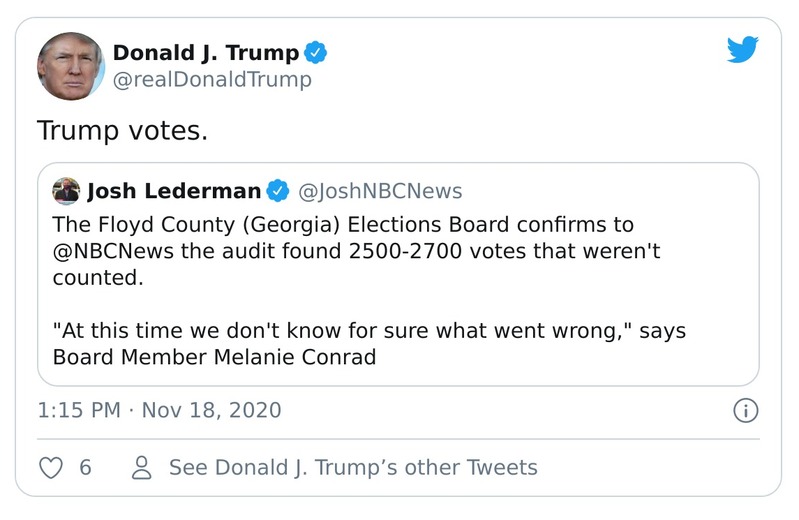 Donald J. Trump
@realDonaldTrump
Trump votes.
Josh Lederman @JoshNBCNews
The Floyd County (Georgia) Elections Board confirms to
@NBCNews the audit found 2500-2700 votes that weren't
counted.
"At this time we don't know for sure what went wrong," says
Board Member Melanie Conrad
1:15 PM · Nov 18, 2020
6 See Donald J. Trump’s other Tweets